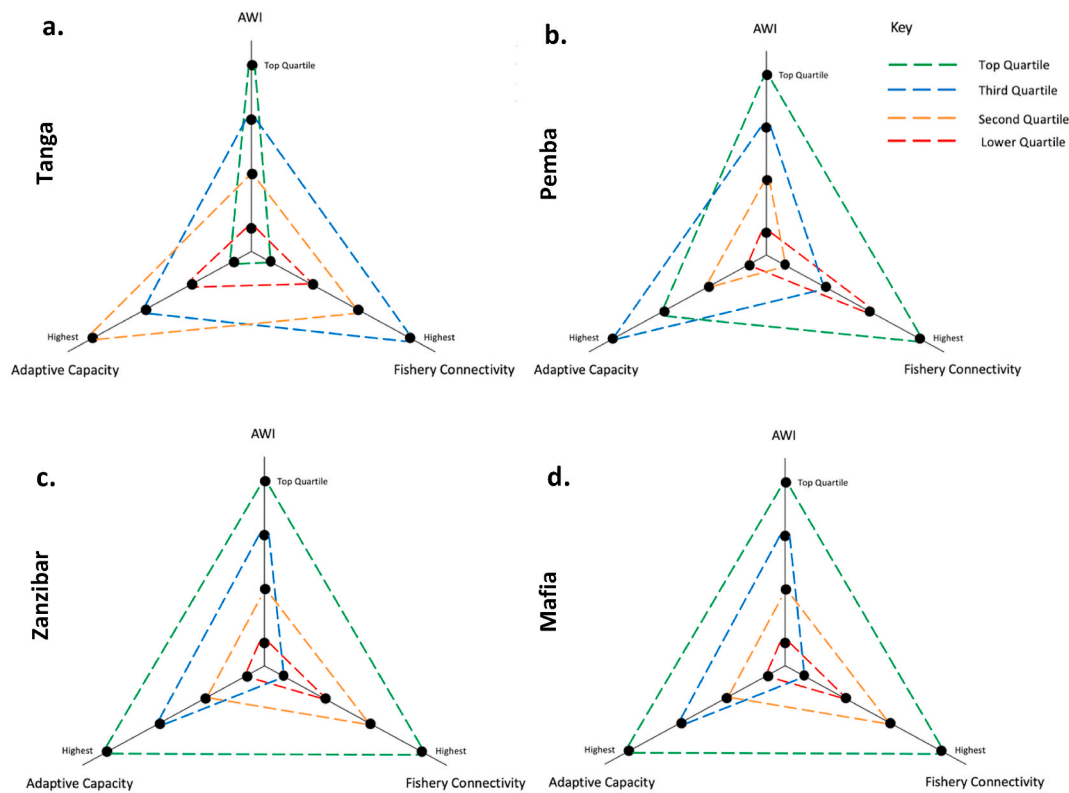 a.
AWI
Top Quartile
Tanga
Highest
Highest
Adaptive Capacity
Fishery Connectivity
b.
AWI
Top Quartile
Pemba
Highest
Highest
Adaptive Capacity
Fishery Connectivity
Key
Top Quartile
Third Quartile
Second Quartile
Lower Quartile
c.
AWI
Top Quartile
Zanzibar
Highest
Highest
Adaptive Capacity
Fishery Connectivity
d.
AWI
Top Quartile
Mafia
Highest
Highest
Adaptive Capacity
Fishery Connectivity